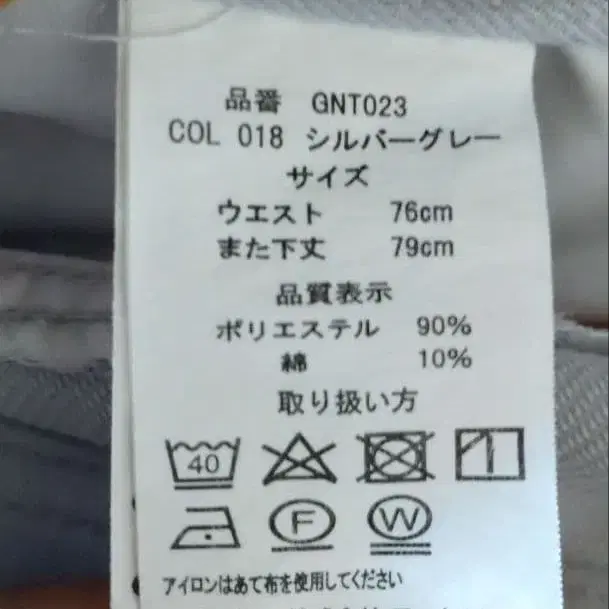 品番 GNT023
COL 018 シルバーグレー
サイズ
ウエスト 76cm
また下丈 79cm
品質表示
ポリエステル 90%
綿 10%
取り扱い方
40
F W
アイロンはあて布を使用してください